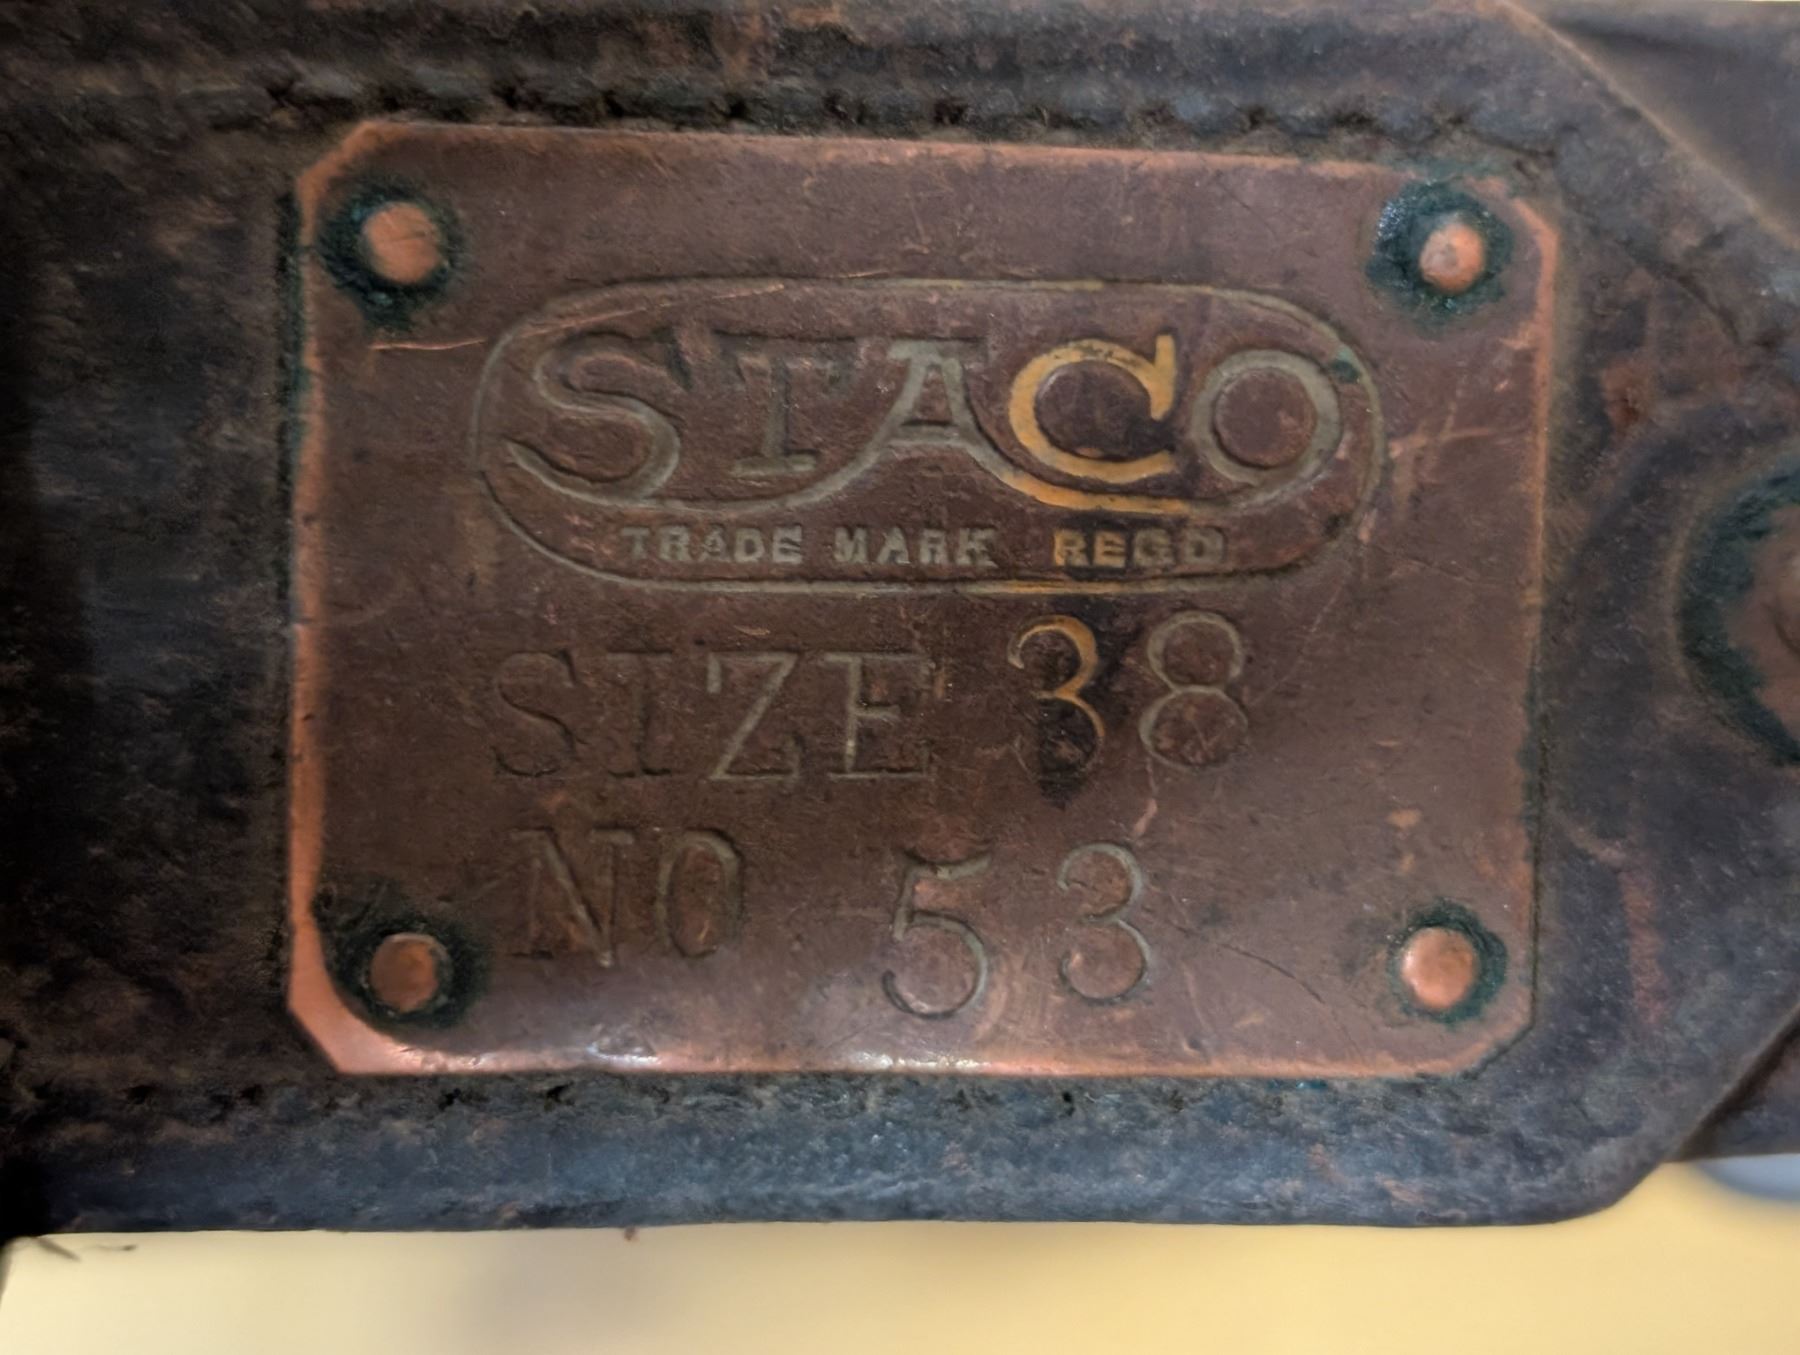 STACO
TRADE MARK REGD
SIZE 38
NO 53